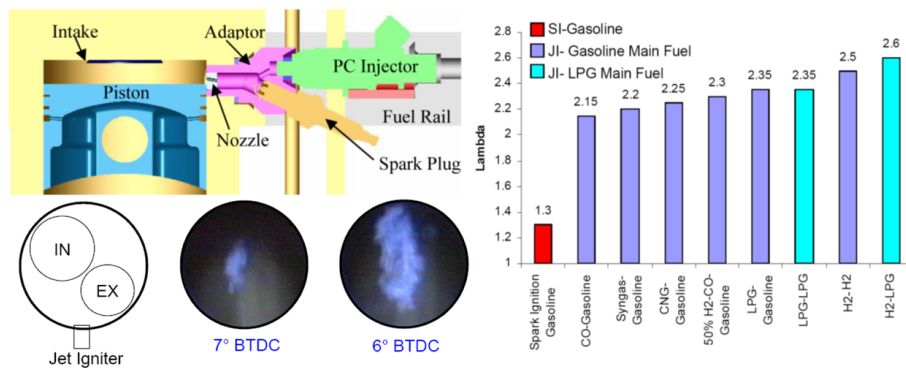 Intake
Adaptor
PC Injector
Piston
Nozzle
Fuel Rail
Spark Plug
IN
EX
Jet Igniter
7° BTDC
6° BTDC
SI-Gasoline
JI- Gasoline Main Fuel
JI- LPG Main Fuel
Lambda
2.8
2.6
2.4
2.2
2
1.8
1.6
1.4
1.2
1
1.3
2.15
2.2
2.25
2.3
2.35
2.35
2.5
2.6
Spark Ignition
Gasoline
CO-Gasoline
Syngas-
Gasoline
CNG-
Gasoline
50% H2-CO-
Gasoline
LPG-
Gasoline
LPG-LPG
H2-H2
H2-LPG